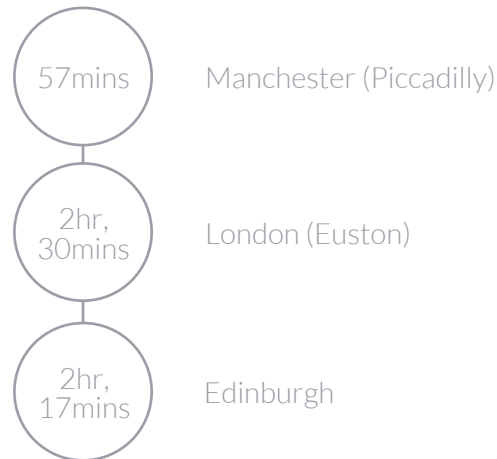 57mins
Manchester (Piccadilly)
2hr,
30mins
London (Euston)
2hr,
17mins
Edinburgh